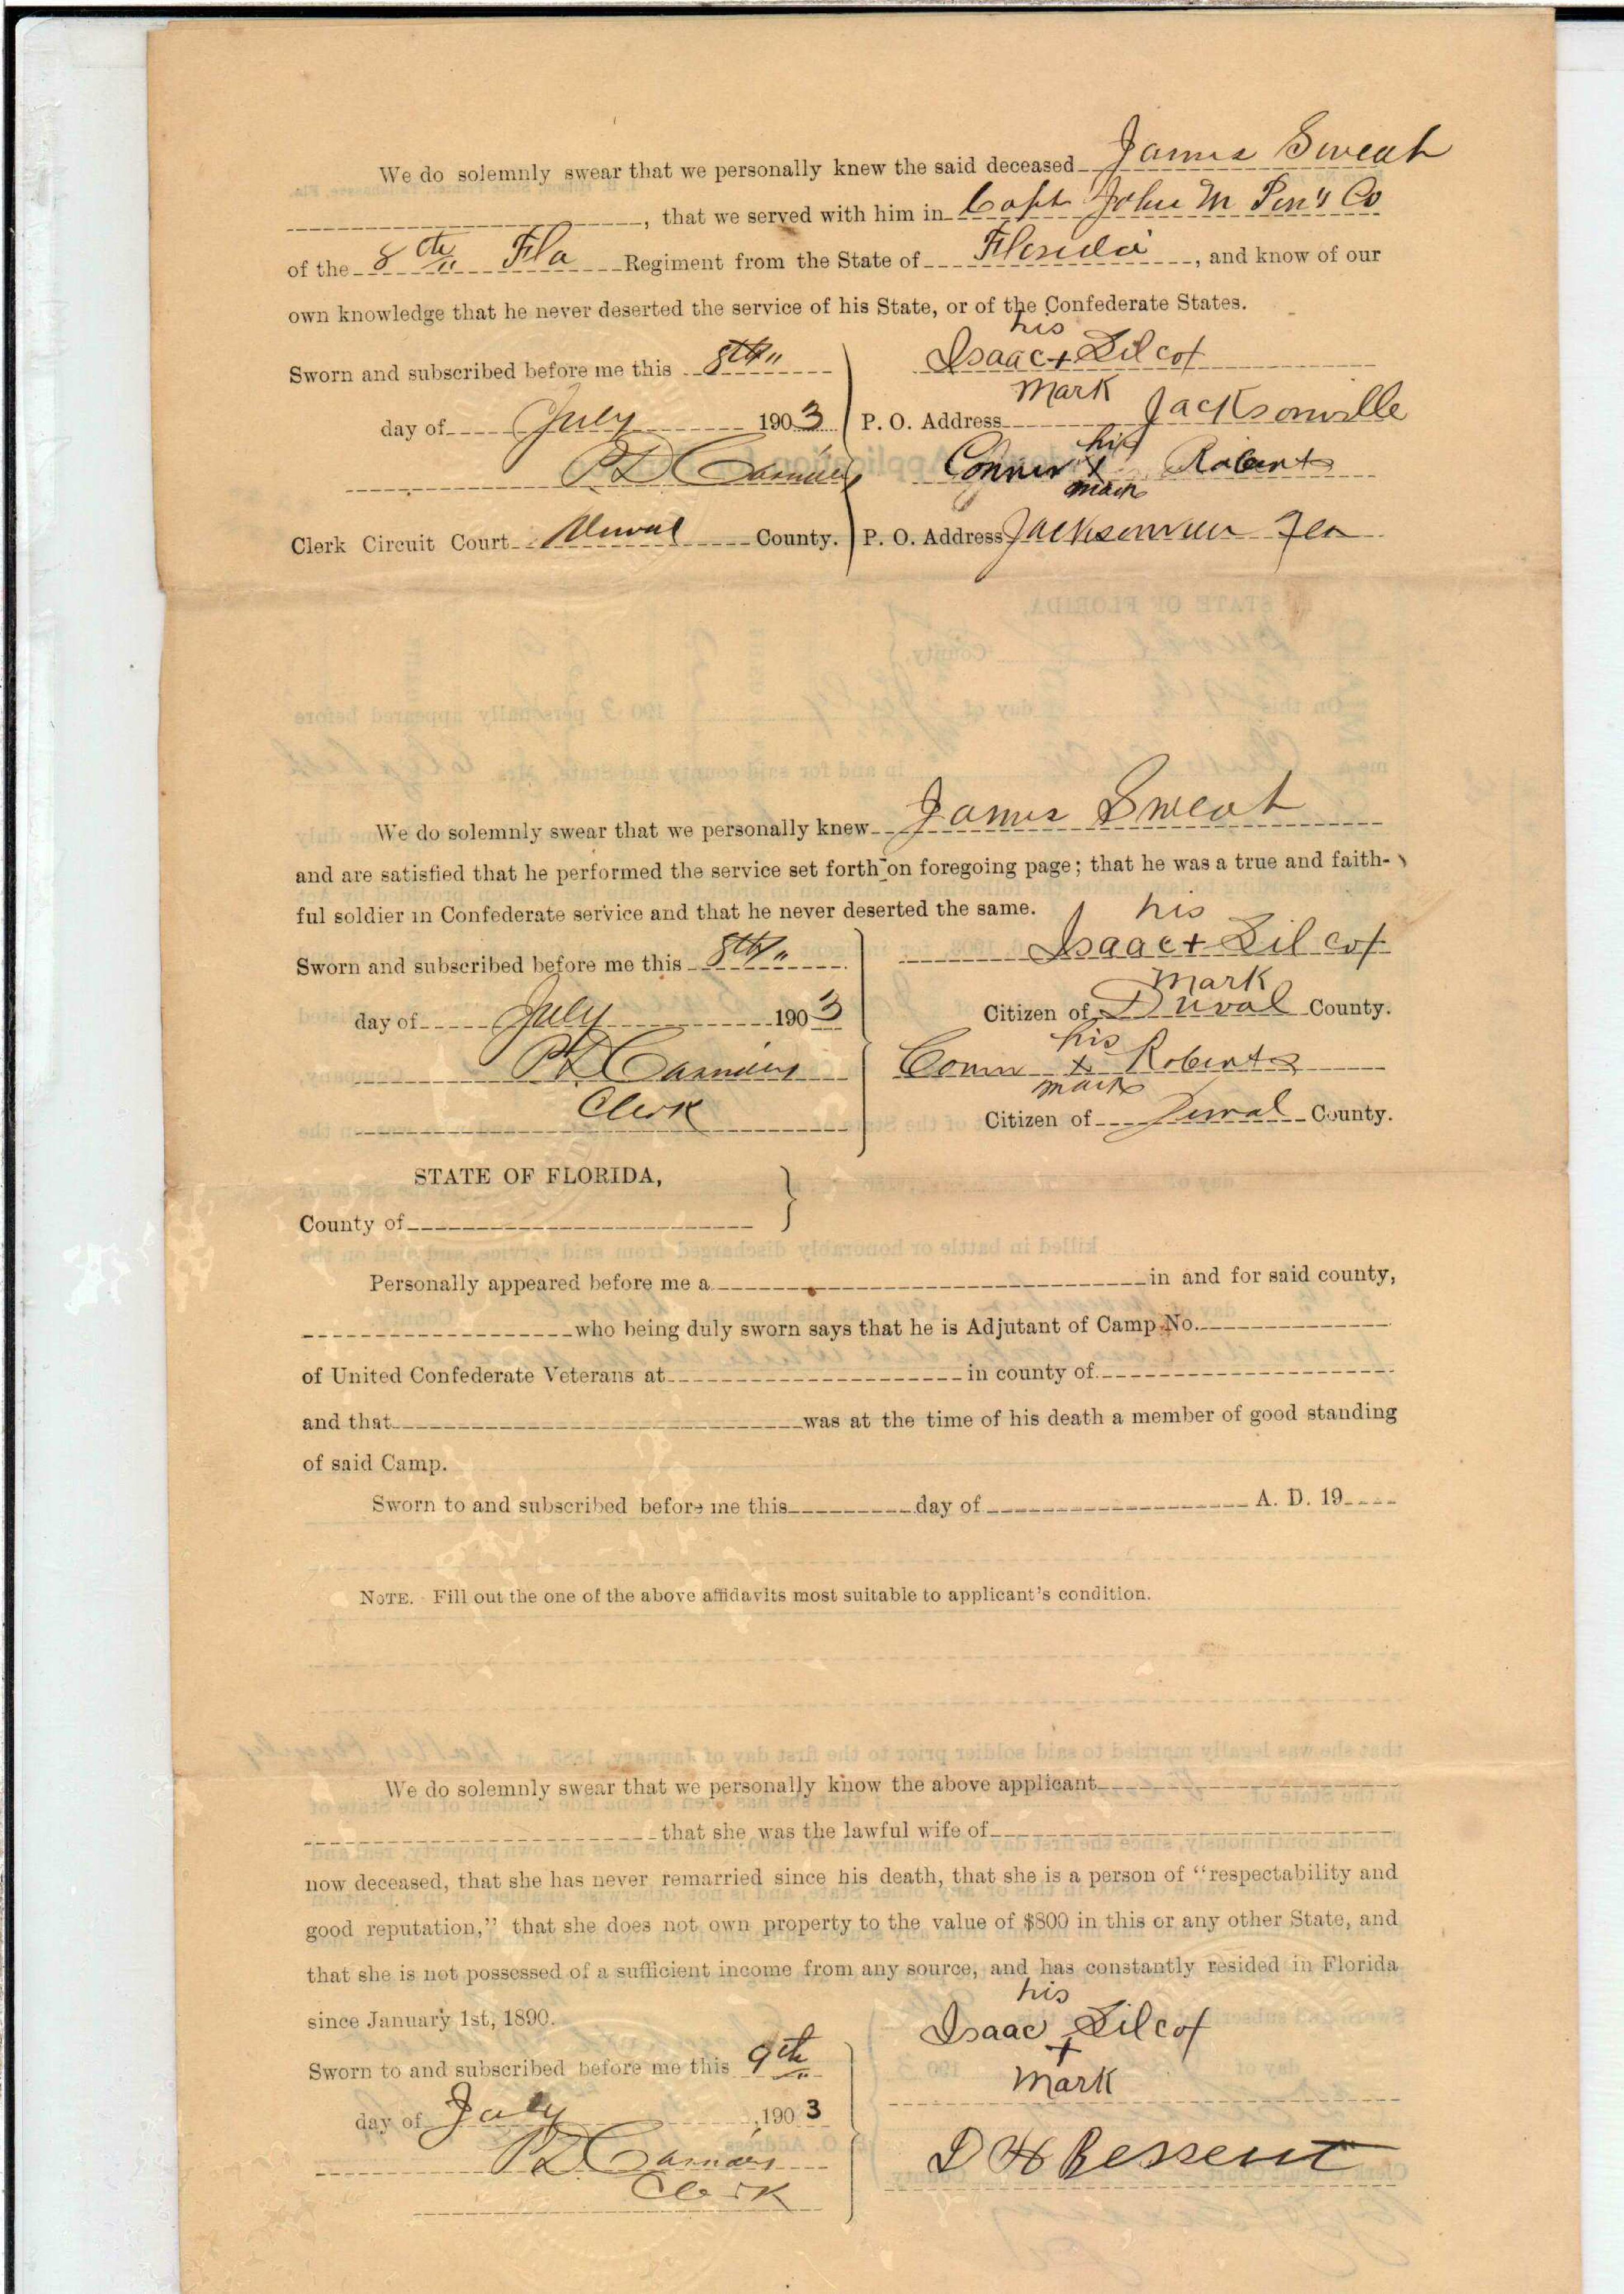 We do solemnly swear that we personally knew the said deceased James Sweat
, that we served with him in Capt John M Pon's Co
of the 8th Fla Regiment from the State of Florida, and know of our
own knowledge that he never deserted the service of his State, or of the Confederate States.
his
Sworn and subscribed before me this 8th Isaac + Silcox
mark
day of July 1903 P. O. Address Jacksonville
his
P D Conner x Roberts
mark
Clerk Circuit Court Duval County. P. O. Address Jacksonville Fla
We do solemnly swear that we personally knew James Sweat
and are satisfied that he performed the service set forth on foregoing page; that he was a true and faith-
ful soldier in Confederate service and that he never deserted the same.
his
Sworn and subscribed before me this 8th Isaac + Silcox
mark
day of July 1903 Citizen of Duval County.
his
P D x Roberts
mark
Clerk Citizen of Duval County.
STATE OF FLORIDA,
County of
Personally appeared before me a in and for said county,
who being duly sworn says that he is Adjutant of Camp No.
of United Confederate Veterans at in county of
and that was at the time of his death a member of good standing
of said Camp.
Sworn to and subscribed before me this day of A. D. 19
NOTE. Fill out the one of the above affidavits most suitable to applicant's condition.
We do solemnly swear that we personally know the above applicant
that she was the lawful wife of
now deceased, that she has never remarried since his death, that she is a person of "respectability and
good reputation," that she does not own property to the value of $800 in this or any other State, and
that she is not possessed of a sufficient income from any source, and has constantly resided in Florida
since January 1st, 1890.
his
Isaac + Silcox
mark
Sworn to and subscribed before me this 9th
day of July, 1903
P D
Clerk
D H Bessent